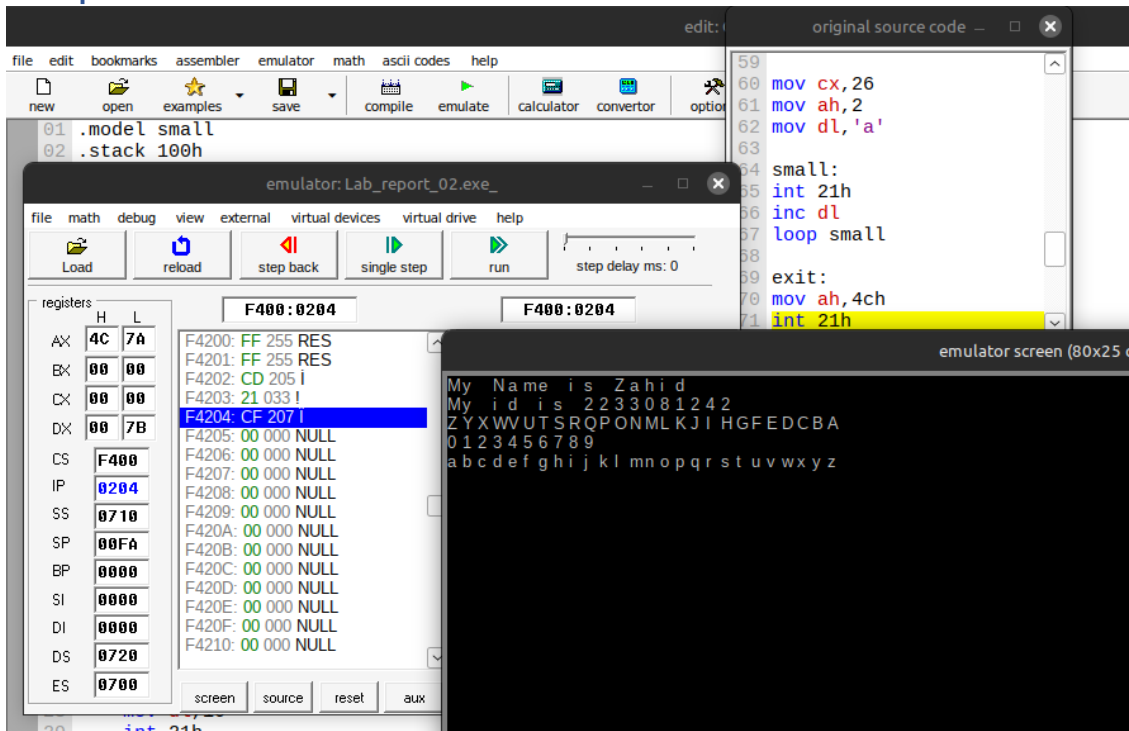 edit:
original source code
file edit bookmarks assembler emulator math ascii codes help
new open examples save compile emulate calculator convertor
01 .model small
02 .stack 100h
59
60 mov cx,26
61 mov ah,2
62 mov dl,'a'
63
64 small:
65 int 21h
66 inc dl
67 loop small
68
69 exit:
70 mov ah,4ch
71 int 21h
emulator: Lab_report_02.exe_
file math debug view external virtual devices virtual drive help
Load reload step back single step run step delay ms: 0
registers
H L
F400:0204 F400:0204
AX 4C 7A
BX 00 00
CX 00 00
DX 00 7B
CS F400
IP 0204
SS 0710
SP 00FA
BP 0000
SI 0000
DI 0000
DS 0720
ES 0700
F4200: FF 255 RES
F4201: FF 255 RES
F4202: CD 205 Í
F4203: 21 033 !
F4204: CF 207 Ï
F4205: 00 000 NULL
F4206: 00 000 NULL
F4207: 00 000 NULL
F4208: 00 000 NULL
F4209: 00 000 NULL
F420A: 00 000 NULL
F420B: 00 000 NULL
F420C: 00 000 NULL
F420D: 00 000 NULL
F420E: 00 000 NULL
F420F: 00 000 NULL
F4210: 00 000 NULL
screen source reset aux
emulator screen (80x25
My Name is Zahid
My id is 2233081242
ZYXWVUTSRQPONMLKJIHGFEDCBA
0123456789
abcdefghijklmnopqrstuvwxyz
int 21h